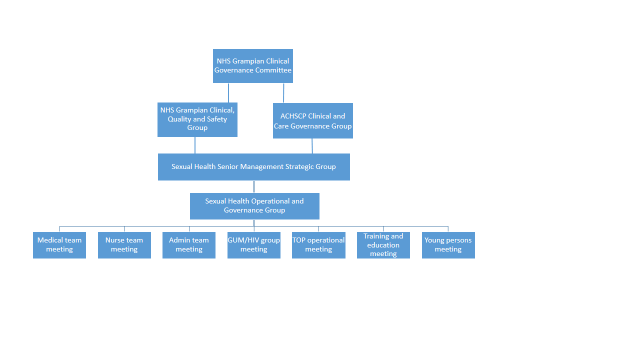 NHS Grampian Clinical
Governance Committee
NHS Grampian Clinical,
Quality and Safety
Group
ACHSCP Clinical and
Care Governance Group
Sexual Health Senior Management Strategic Group
Sexual Health Operational and
Governance Group
Medical team
meeting
Nurse team
meeting
Admin team
meeting
GUM/HIV group
meeting
TOP operational
meeting
Training and
education
meeting
Young persons
meeting